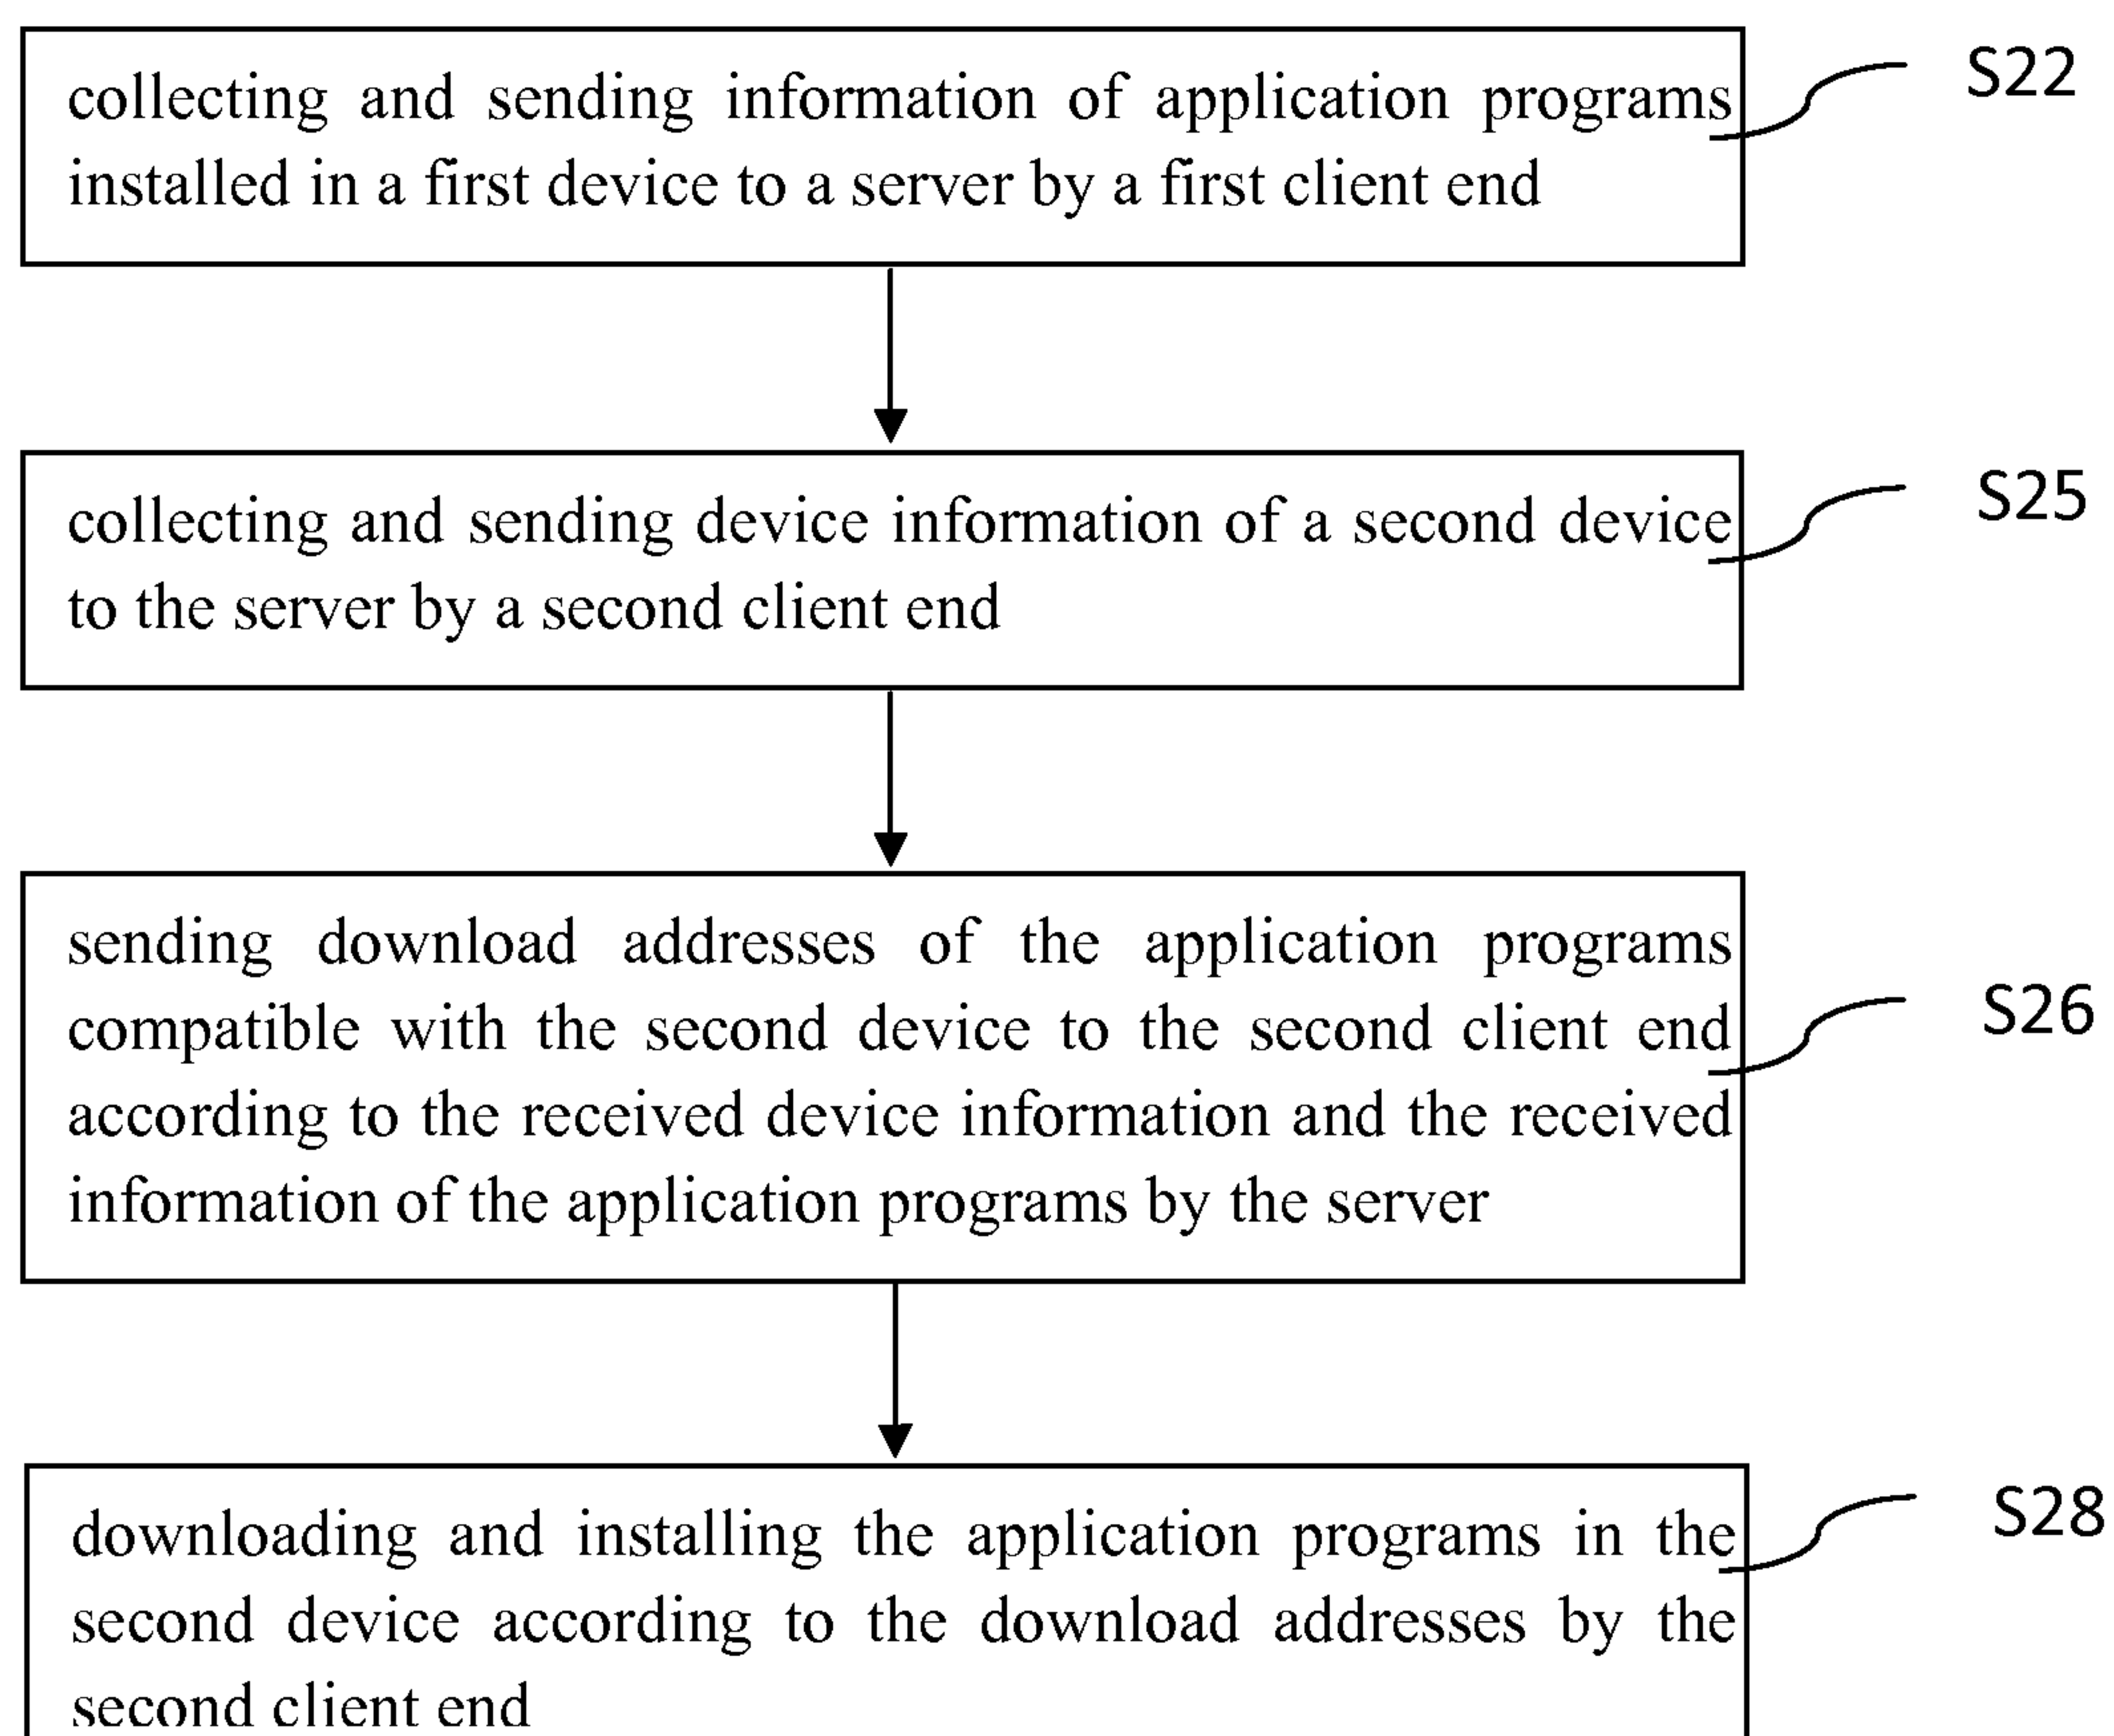 collecting and sending information of application programs
installed in a first device to a server by a first client end
S22
collecting and sending device information of a second device
to the server by a second client end
S25
sending download addresses of the application programs
compatible with the second device to the second client end
according to the received device information and the received
information of the application programs by the server
S26
downloading and installing the application programs in the
second device according to the download addresses by the
second client end
S28